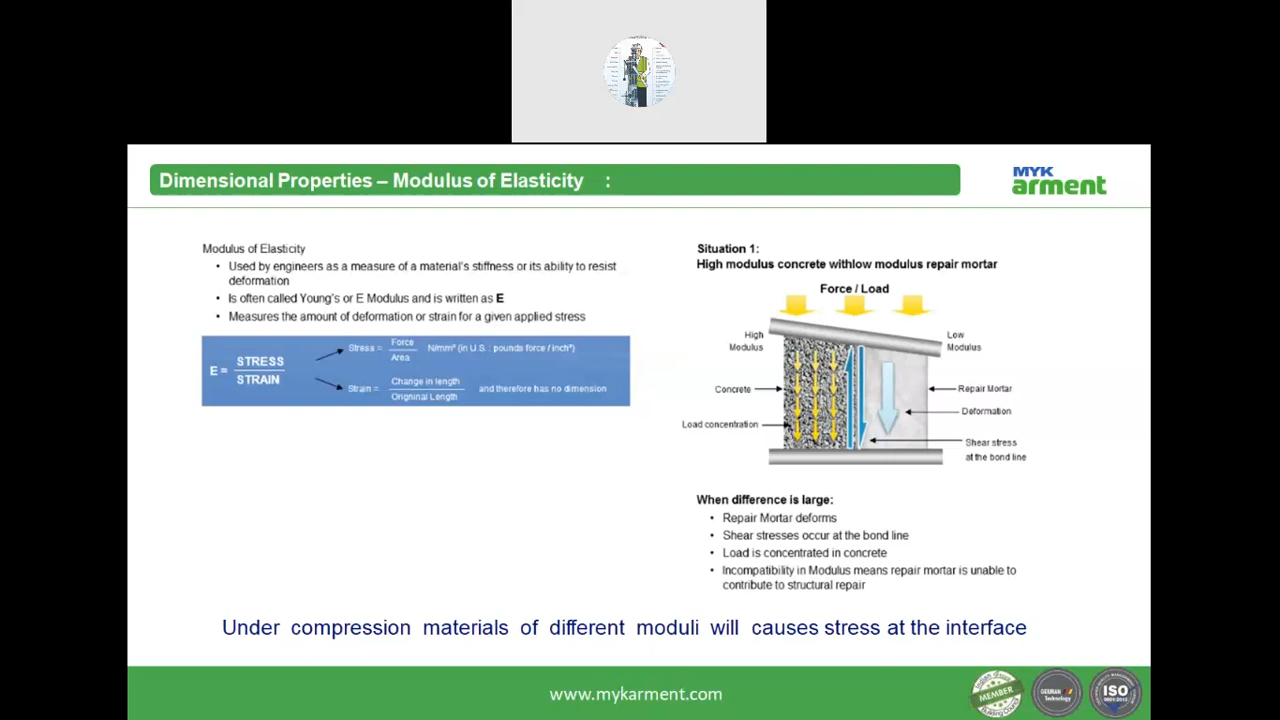 Dimensional Properties – Modulus of Elasticity :
MYK
arment
Modulus of Elasticity
• Used by engineers as a measure of a material's stiffness or its ability to resist
deformation
• Is often called Young's or E Modulus and is written as E
• Measures the amount of deformation or strain for a given applied stress
E = STRESS
STRAIN
Stress = Force
Area
N/mm² (in U.S. : pounds force / inch²)
Strain = Change in length
Origninal Length
and therefore has no dimension
Situation 1:
High modulus concrete withlow modulus repair mortar
Force / Load
High
Modulus
Low
Modulus
Concrete
Repair Mortar
Deformation
Load concentration
Shear stress
at the bond line
When difference is large:
• Repair Mortar deforms
• Shear stresses occur at the bond line
• Load is concentrated in concrete
• Incompatibility in Modulus means repair mortar is unable to
contribute to structural repair
Under compression materials of different moduli will causes stress at the interface
www.mykarment.com
MEMBER
GERMAN
Technology
ISO